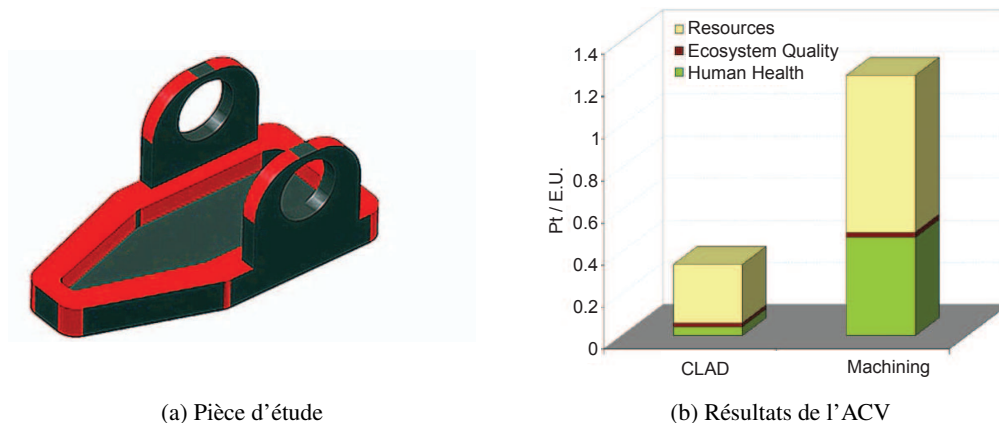 Resources
Ecosystem Quality
Human Health
1.4
1.2
1
0.8
0.6
0.4
0.2
0
Pt / E.U.
CLAD
Machining
(a) Pièce d’étude
(b) Résultats de l’ACV